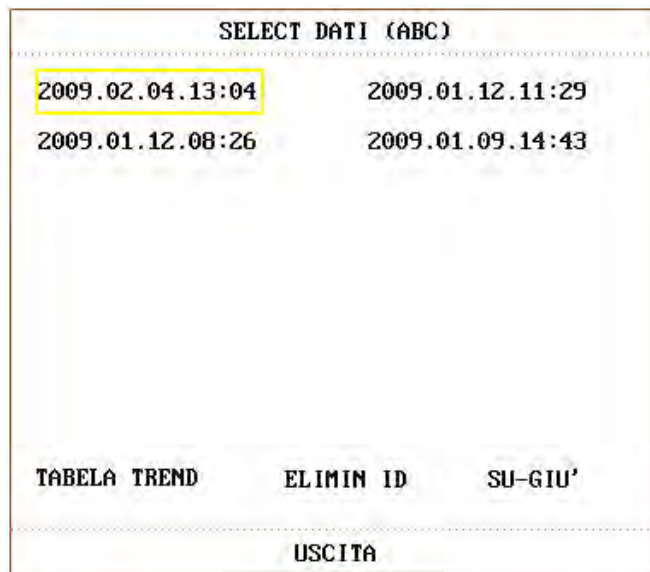 SELECT DATI (ABC)
2009.02.04.13:04 2009.01.12.11:29
2009.01.12.08:26 2009.01.09.14:43
TABELA TREND ELIMIN ID SU-GIU'
USCITA